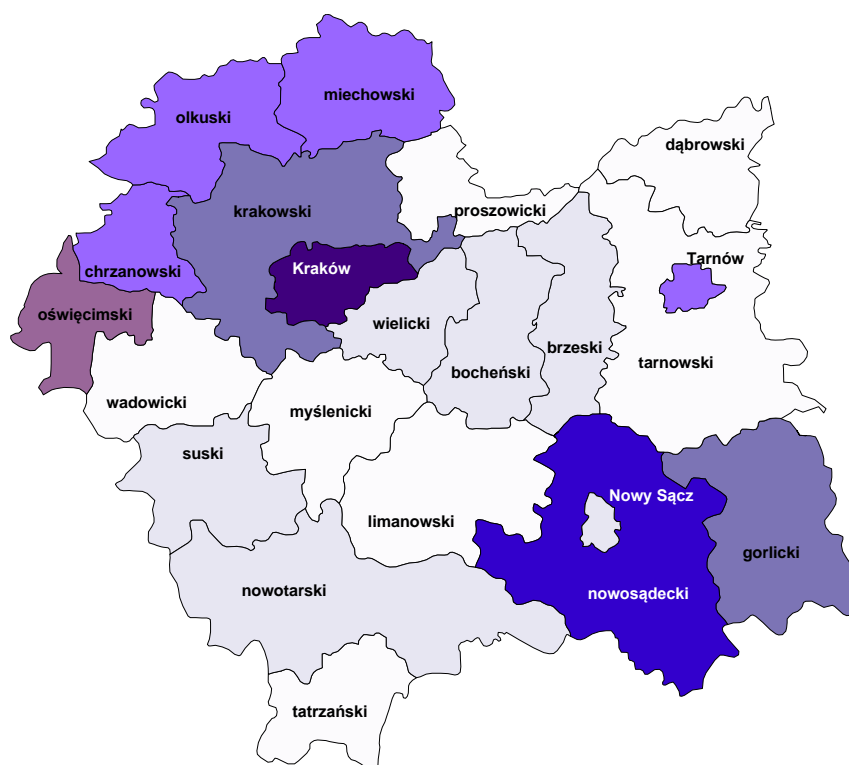 miechowski
olkuski
dąbrowski
krakowski
proszowicki
Tarnów
Kraków
chrzanowski
oświęcimski
wielicki
brzeski
tarnowski
bocheński
wadowicki
myślenicki
suski
Nowy Sącz
limanowski
gorlicki
nowotarski
nowosądecki
tatrzański